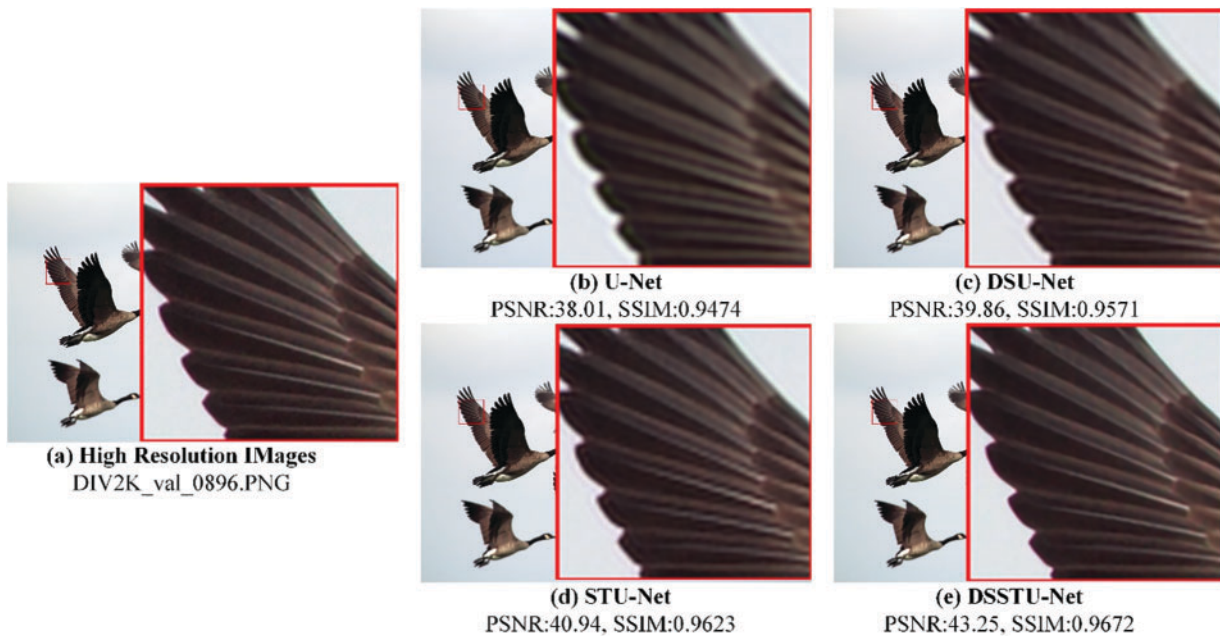 (a) High Resolution IMages
DIV2K_val_0896.PNG
(b) U-Net
PSNR:38.01, SSIM:0.9474
(c) DSU-Net
PSNR:39.86, SSIM:0.9571
(d) STU-Net
PSNR:40.94, SSIM:0.9623
(e) DSSTU-Net
PSNR:43.25, SSIM:0.9672